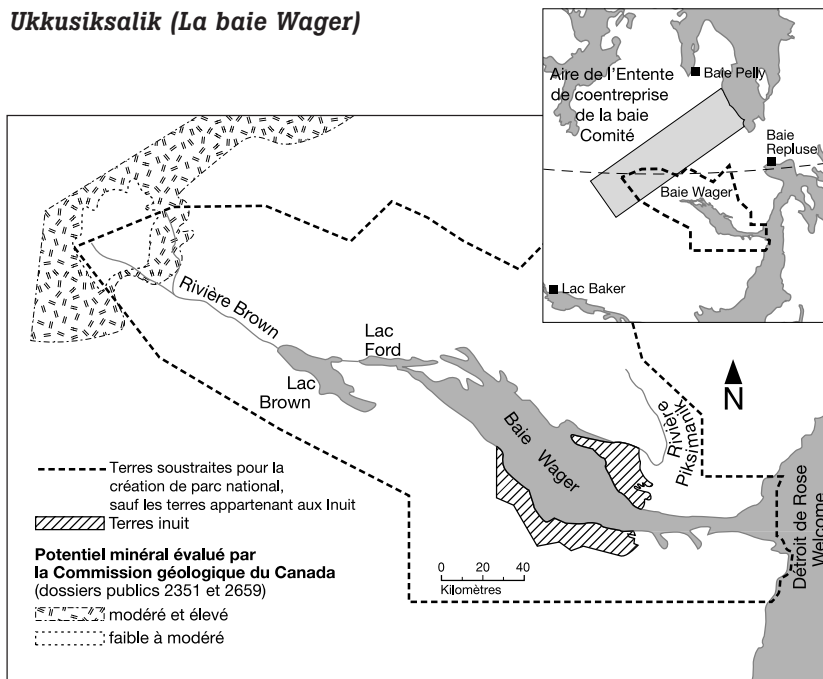 Ukkusiksalik (La baie Wager)
Aire de l'Entente
de coentreprise
de la baie
Comité
Baie Pelly
Baie
Repluse
Baie Wager
Lac Baker
Rivière Brown
Lac
Ford
Lac
Brown
Baie Wager
Rivière
Piksimanik
N
Détroit de Rose
Welcome
Terres soustraites pour la
création de parc national,
sauf les terres appartenant aux Inuit
Terres inuit
Potentiel minéral évalué par
la Commission géologique du Canada
(dossiers publics 2351 et 2659)
modéré et élevé
faible à modéré
0 20 40
Kilomètres